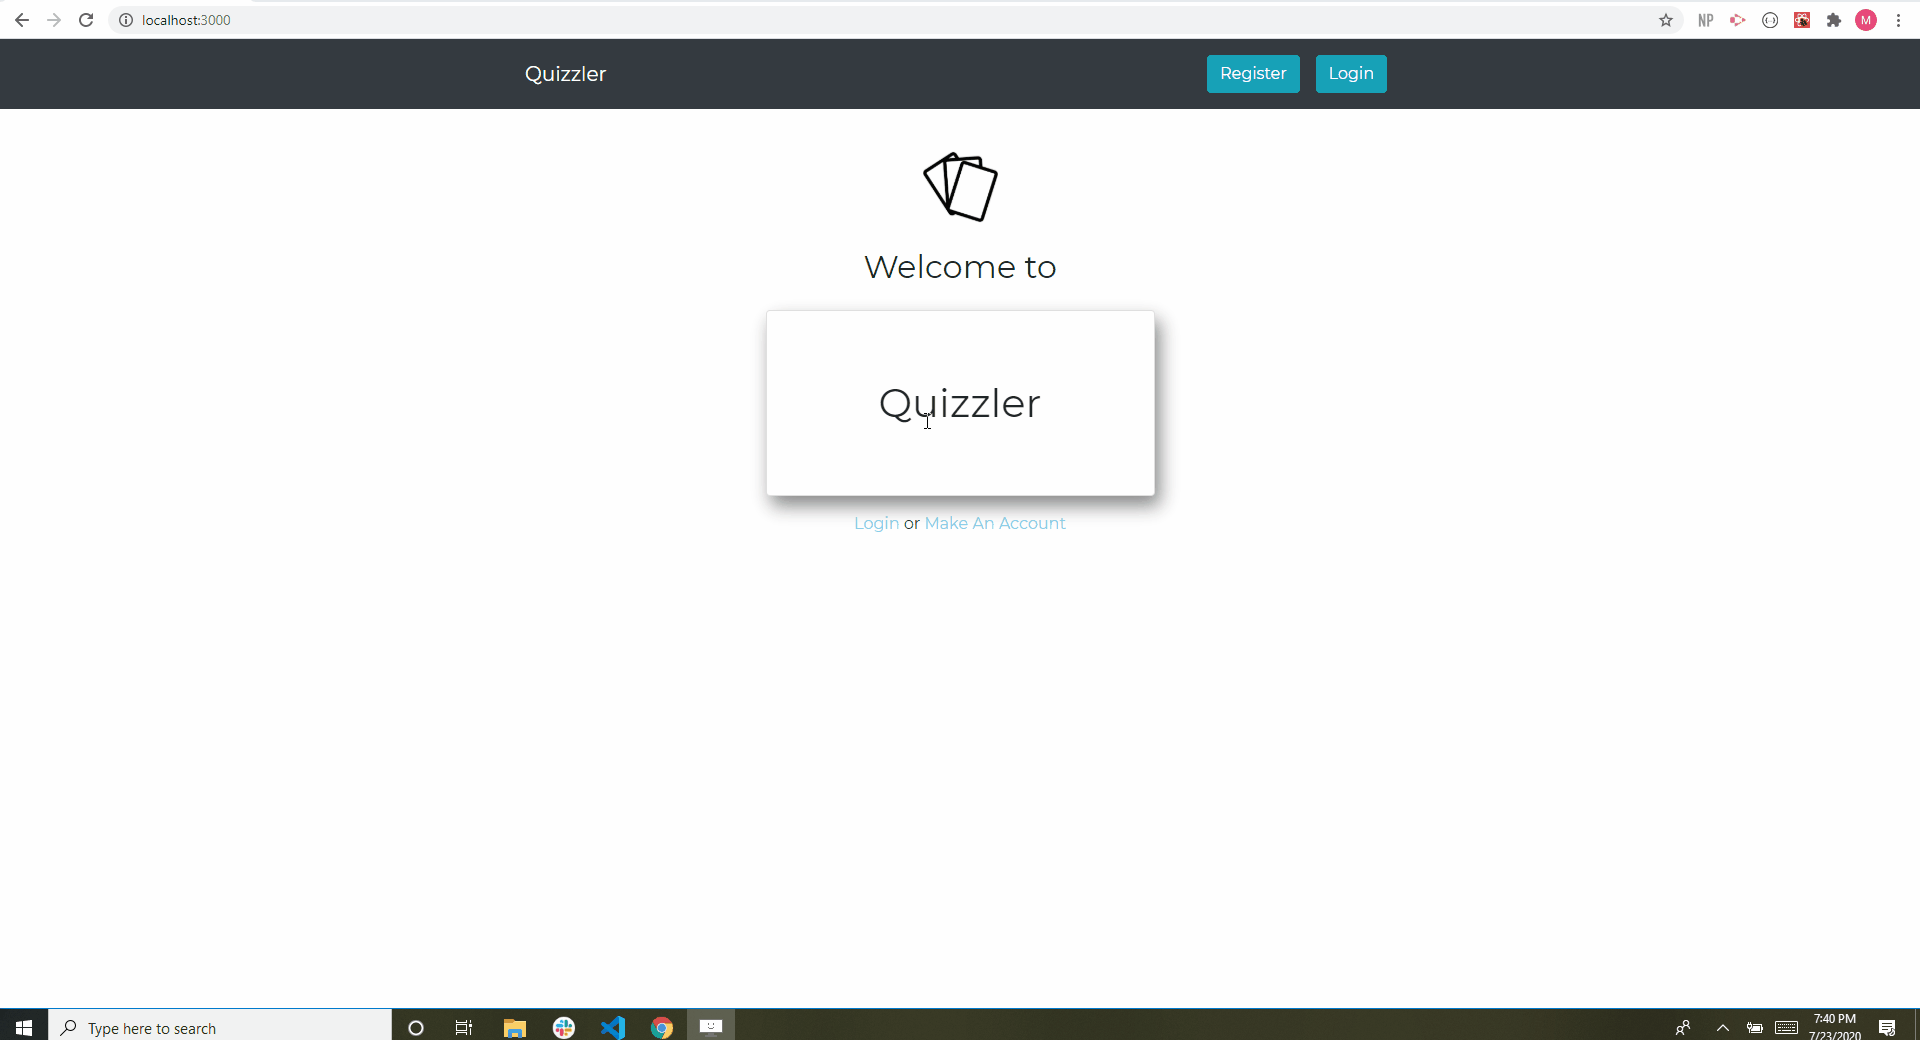 localhost:3000
NP
M
Quizzler
Register
Login
Welcome to
Quizzler
Login or Make An Account
Type here to search
7:40 PM
7/23/2020